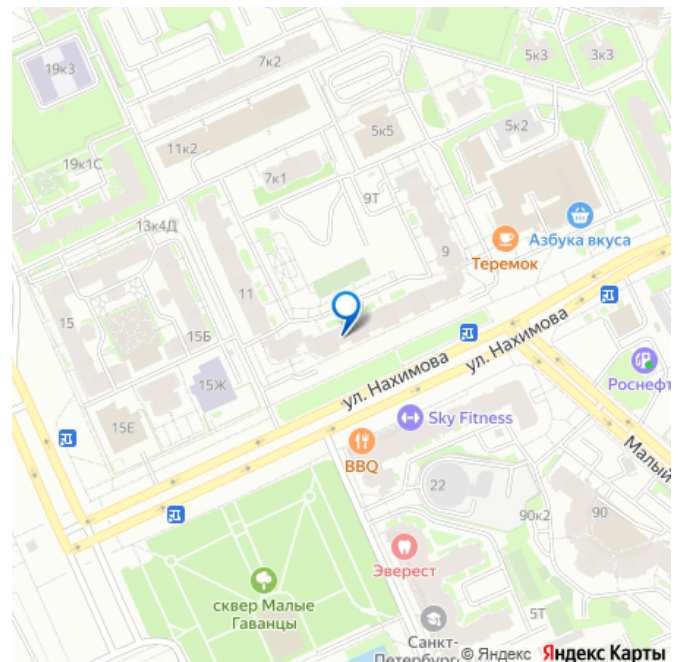 19к3
7к2
5к3
3к3
11к2
5к5
5к2
19к1С
7к1
9Т
13к4Д
Азбука вкуса
Теремок
9
11
15
15Б
ул. Нахимова
ул. Нахимова
Роснефт
15Ж
Sky Fitness
15Е
BBQ
Малый
22
90к2
90
Эверест
сквер Малые
Гаванцы
5Т
Санкт-
Петербург
© Яндекс Яндекс Карты